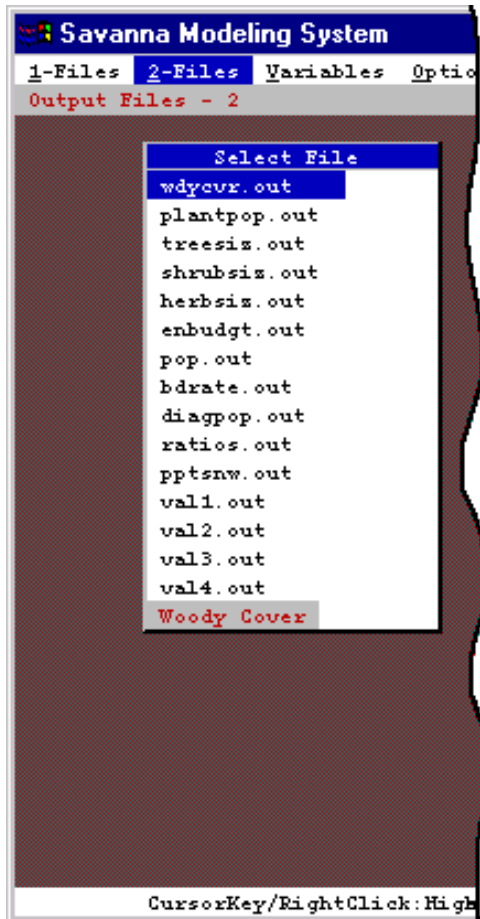 Savanna Modeling System
1-Files 2-Files Variables Optio
Output Files - 2
Select File
wdycvr.out
plantpop.out
treesiz.out
shrubsiz.out
herbsiz.out
enbudgt.out
pop.out
bdrate.out
diagpop.out
ratios.out
pptsnw.out
val1.out
val2.out
val3.out
val4.out
Woody Cover
CursorKey/RightClick:High